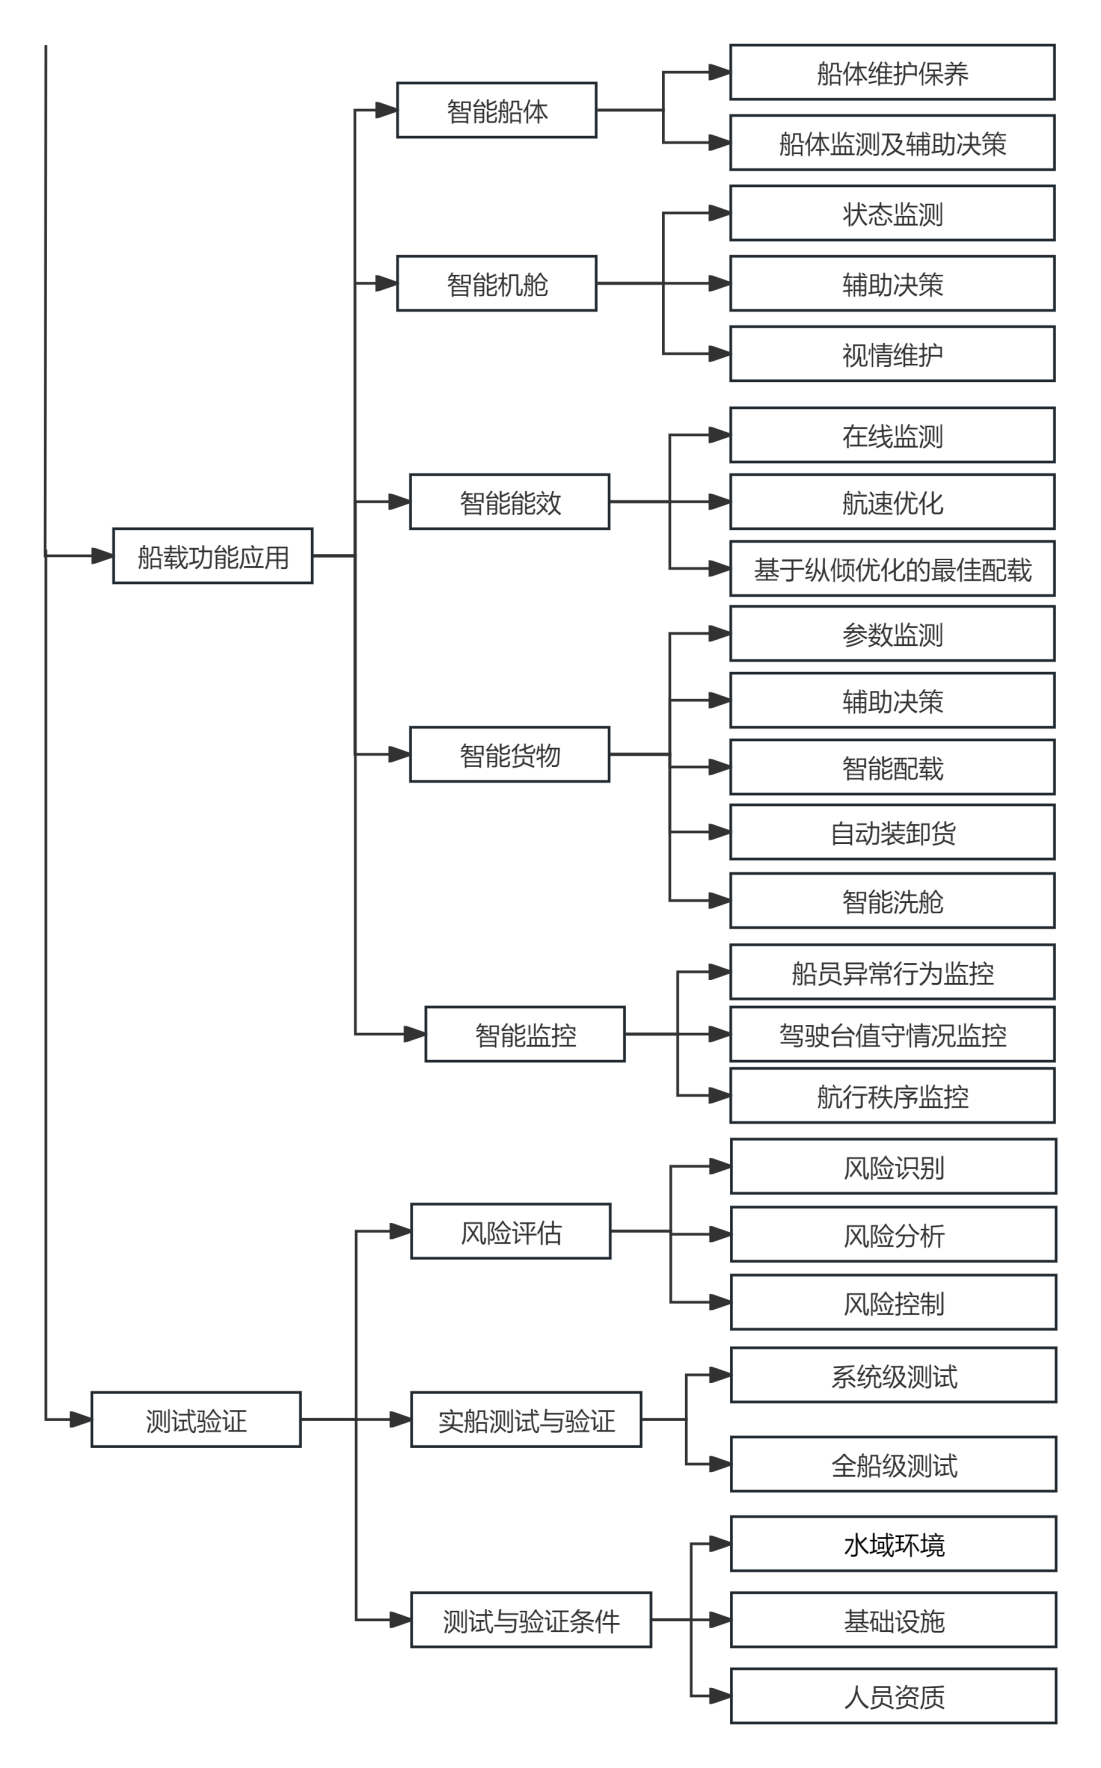 船载功能应用
智能船体
船体维护保养
船体监测及辅助决策
智能机舱
状态监测
辅助决策
视情维护
智能能效
在线监测
航速优化
基于纵倾优化的最佳配载
智能货物
参数监测
辅助决策
智能配载
自动装卸货
智能洗舱
智能监控
船员异常行为监控
驾驶台值守情况监控
航行秩序监控
测试验证
风险评估
风险识别
风险分析
风险控制
实船测试与验证
系统级测试
全船级测试
测试与验证条件
水域环境
基础设施
人员资质